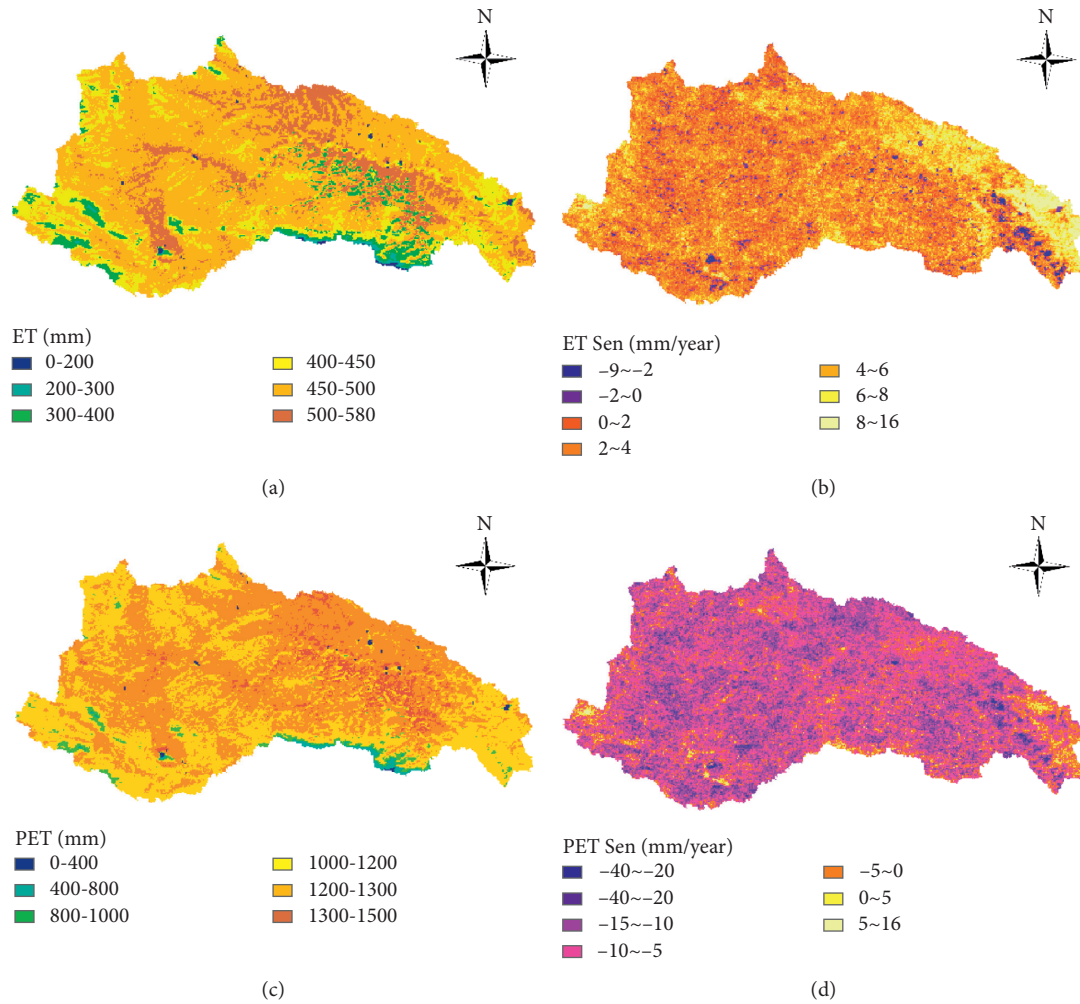 N
N
ET (mm)
0-200
200-300
300-400
400-450
450-500
500-580
(a)
ET Sen (mm/year)
–9~–2
–2~0
0~2
2~4
4~6
6~8
8~16
(b)
N
N
PET (mm)
0-400
400-800
800-1000
1000-1200
1200-1300
1300-1500
(c)
PET Sen (mm/year)
–40~–20
–40~–20
–15~–10
–10~–5
–5~0
0~5
5~16
(d)